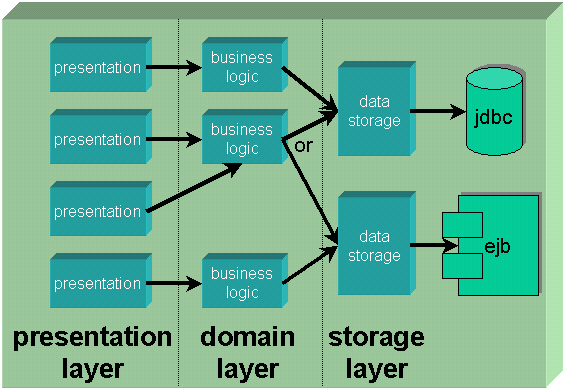 presentation
business
logic
data
storage
jdbc
presentation
business
logic
or
presentation
data
storage
ejb
presentation
business
logic
presentation
layer
domain
layer
storage
layer